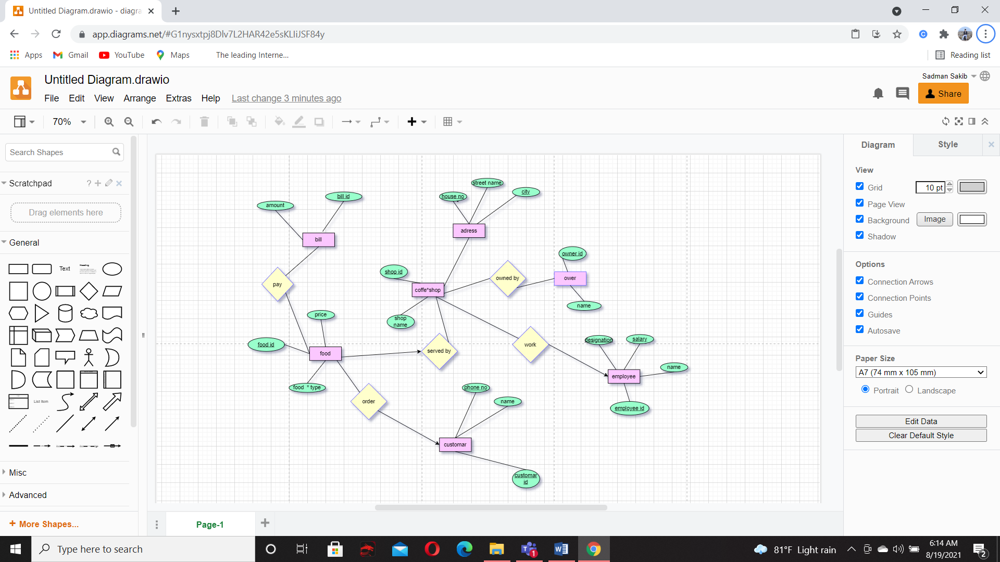 Untitled Diagram.drawio - diagra
app.diagrams.net/#G1nysxtpj8Dlv7L2HAR42e5sKLIiJSF84y
Apps Gmail YouTube Maps The leading Interne... Reading list
Untitled Diagram.drawio
Sadman Sakib
File Edit View Arrange Extras Help Last change 3 minutes ago
Share
70%
Search Shapes
Scratchpad
?
Drag elements here
General
Text
Heading
List Item
Misc
Advanced
+ More Shapes...
street name
house no
city
bill id
amount
adress
bill
owner id
shop id
owned by
ower
pay
coffe*shop
name
price
shop
name
designation
salary
food id
work
food
served by
name
employee
food * type
phone no
order
name
employee id
customar
customar
id
Page-1
Diagram
Style
View
Grid
10 pt
Page View
Background
Image
Shadow
Options
Connection Arrows
Connection Points
Guides
Autosave
Paper Size
A7 (74 mm x 105 mm)
Portrait
Landscape
Edit Data
Clear Default Style
Type here to search
1
W
81°F Light rain
6:14 AM
8/19/2021
2